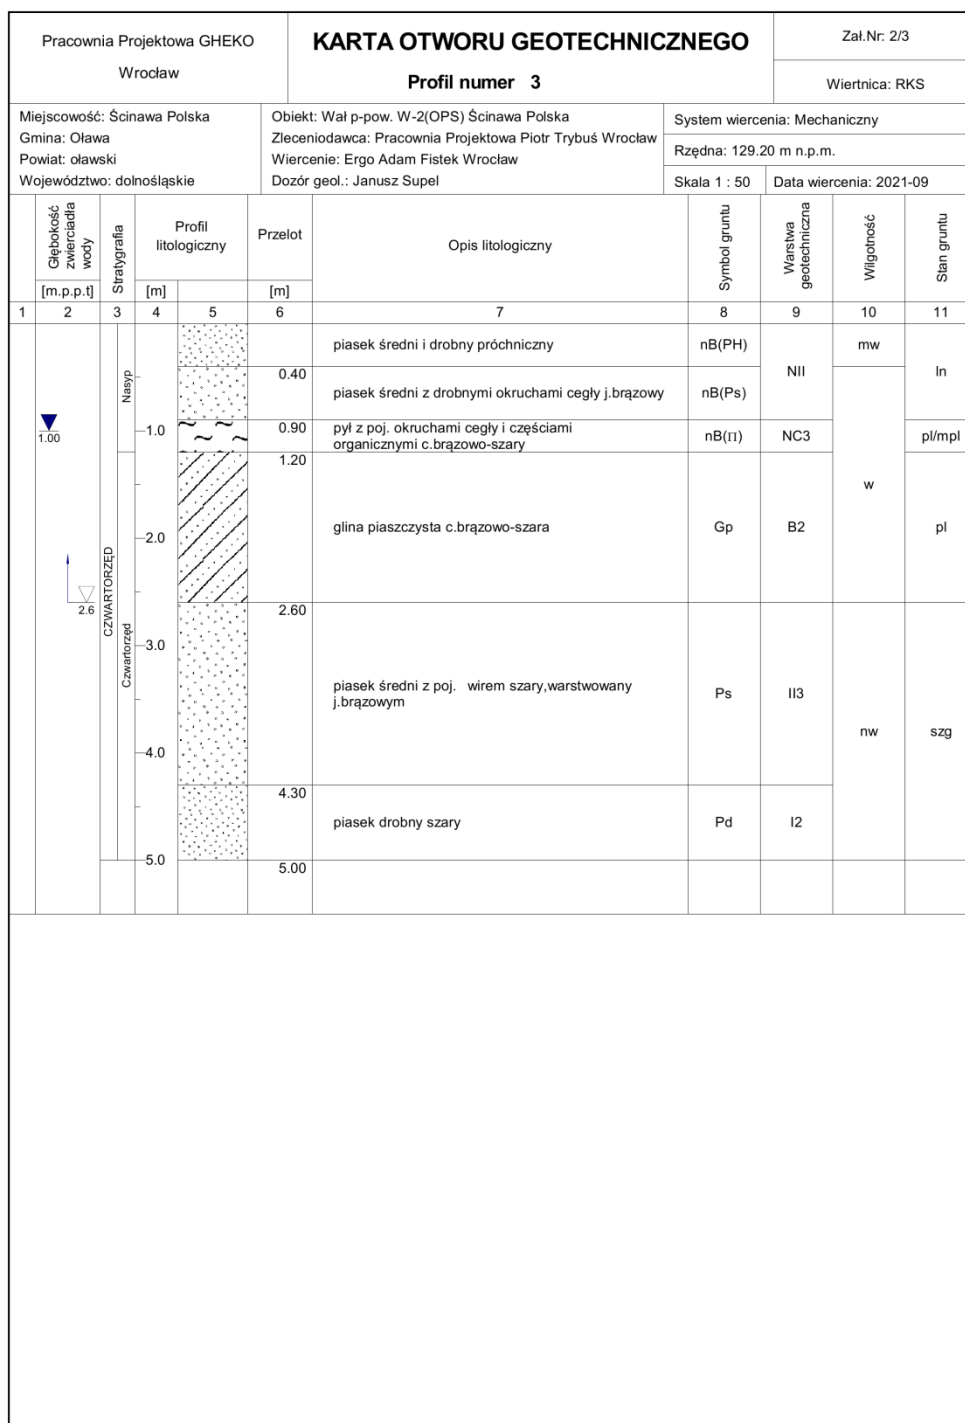 Pracownia Projektowa GHEKO
Wrocław
KARTA OTWORU GEOTECHNICZNEGO
Profil numer 3
Zał.Nr: 2/3
Wiertnica: RKS
Miejscowość: Ścinawa Polska
Gmina: Oława
Powiat: oławski
Województwo: dolnośląskie
Obiekt: Wał p-pow. W-2(OPS) Ścinawa Polska
Zleceniodawca: Pracownia Projektowa Piotr Trybuś Wrocław
Wiercenie: Ergo Adam Fistek Wrocław
Dozór geol.: Janusz Supel
System wiercenia: Mechaniczny
Rzędna: 129.20 m n.p.m.
Skala 1 : 50 Data wiercenia: 2021-09
Głębokość
zwierciadła
wody
[m.p.p.t]
Stratygrafia
Profil
litologiczny
[m]
Przelot
[m]
Opis litologiczny
Symbol gruntu
Warstwa
geotechniczna
Wilgotność
Stan gruntu
1 2 3 4 5 6 7 8 9 10 11
Nasyp
piasek średni i drobny próchniczny nB(PH) mw
NII ln
0.40
piasek średni z drobnymi okruchami cegły j.brązowy nB(Ps)
1.00
1.0
0.90
pył z poj. okruchami cegły i częściami
organicznymi c.brązowo-szary
nB(Π) NC3 pl/mpl
1.20
w
glina piaszczysta c.brązowo-szara Gp B2 pl
2.0
CZWARTORZĘD
2.6
2.60
Czwartorzęd
3.0
piasek średni z poj. wirem szary,warstwowany
j.brązowym
Ps II3
nw szg
4.0
4.30
piasek drobny szary Pd I2
5.0
5.00